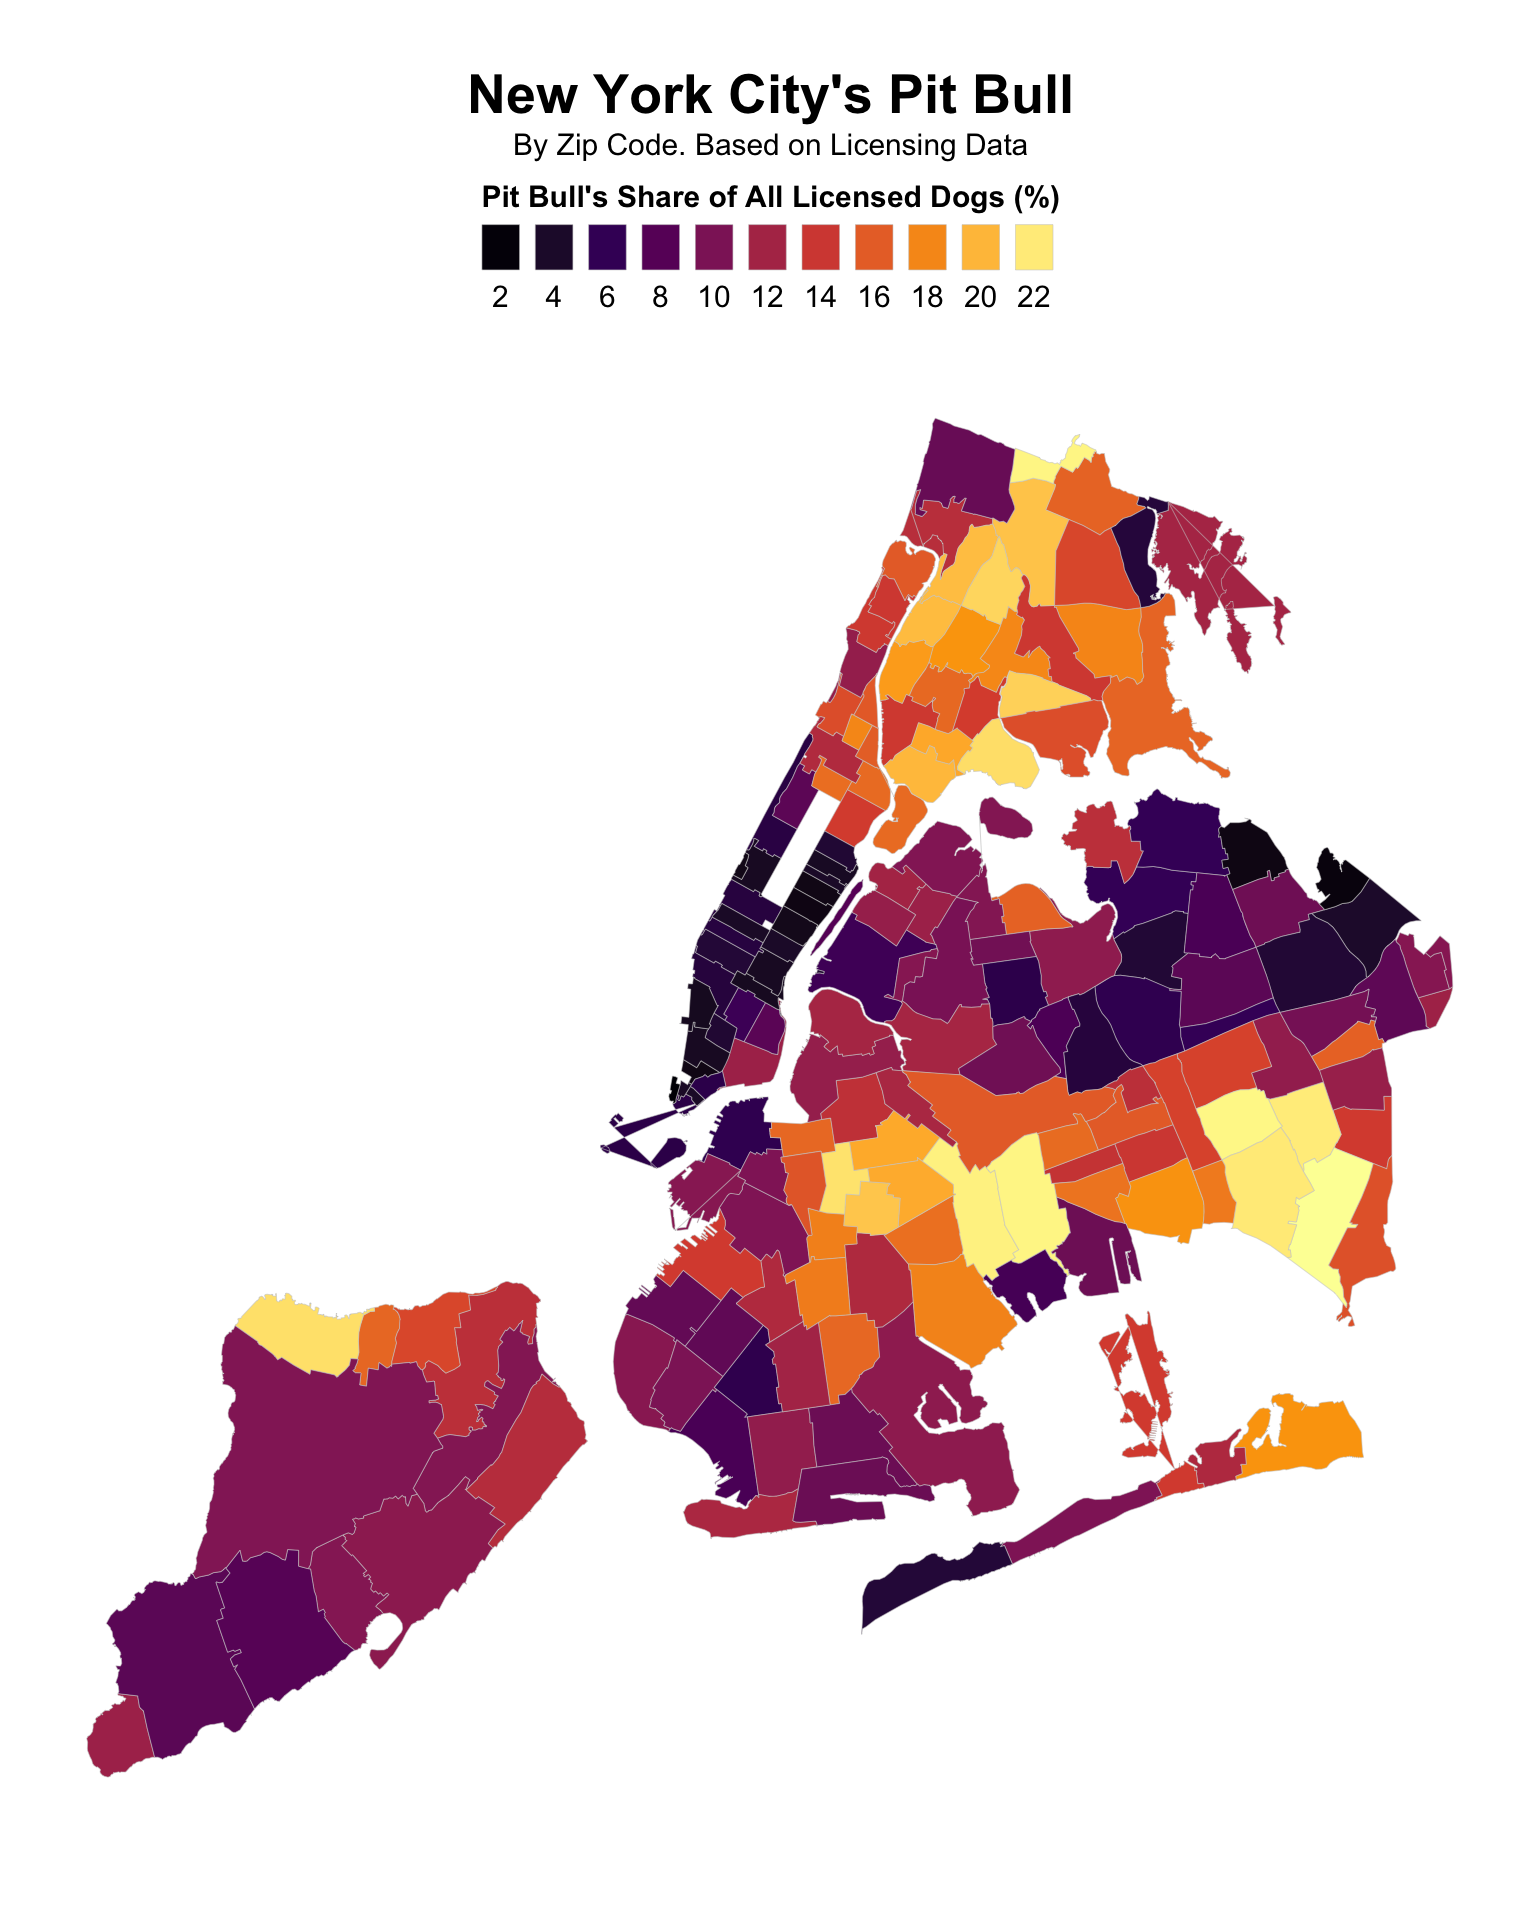 New York City's Pit Bull
By Zip Code. Based on Licensing Data
Pit Bull's Share of All Licensed Dogs (%)
2 4 6 8 10 12 14 16 18 20 22